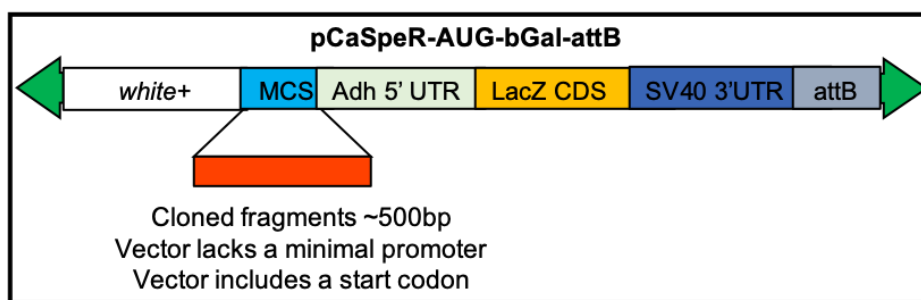 pCaSpeR-AUG-bGal-attB
white+ MCS Adh 5' UTR LacZ CDS SV40 3'UTR attB
Cloned fragments ~500bp
Vector lacks a minimal promoter
Vector includes a start codon